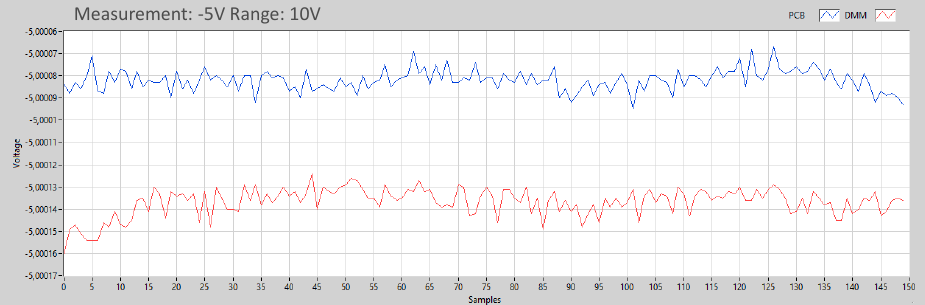 Measurement: -5V Range: 10V
PCB DMM
-5,00006
-5,00007
-5,00008
-5,00009
-5,0001
-5,00011
-5,00012
-5,00013
-5,00014
-5,00015
-5,00016
-5,00017
Voltage
0 5 10 15 20 25 30 35 40 45 50 55 60 65 70 75 80 85 90 95 100 105 110 115 120 125 130 135 140 145 150
Samples